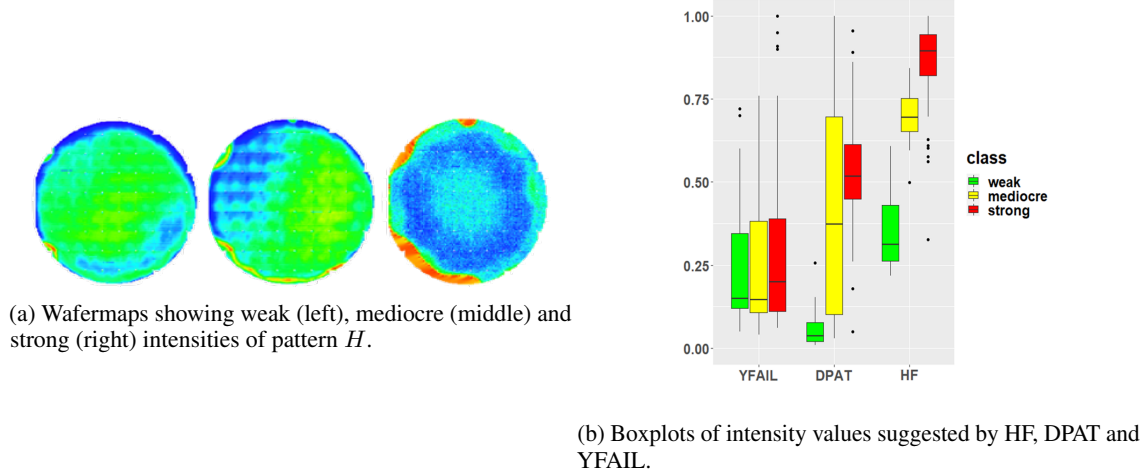 (a) Wafermaps showing weak (left), mediocre (middle) and
strong (right) intensities of pattern H.
1.00
0.75
0.50
0.25
0.00
YFAIL DPAT HF
class
weak
mediocre
strong
(b) Boxplots of intensity values suggested by HF, DPAT and
YFAIL.